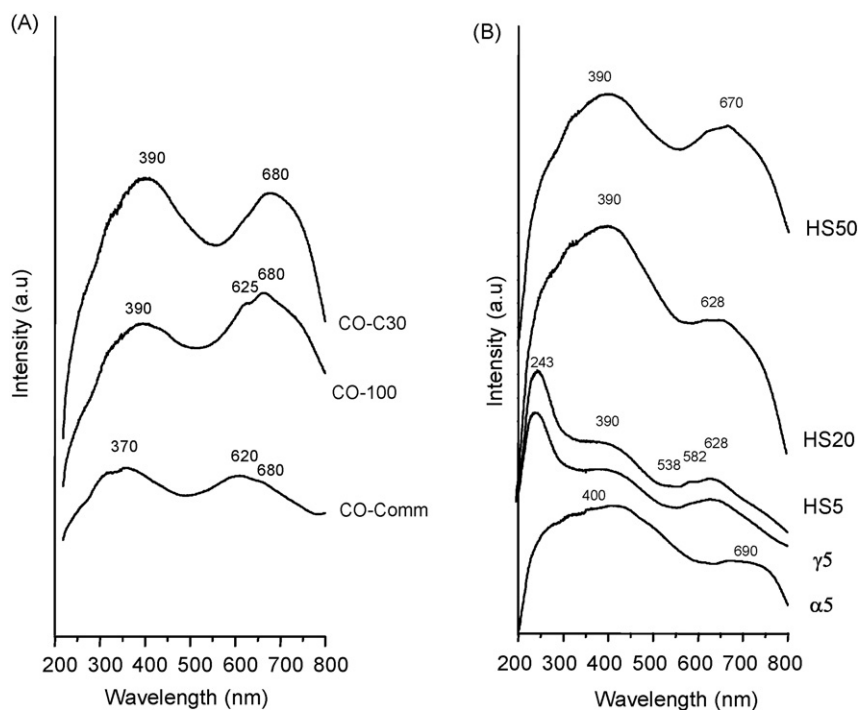 (A)
390
680
CO-C30
680
625
390
CO-100
370
620
680
CO-Comm
Intensity (a.u)
200 300 400 500 600 700 800
Wavelength (nm)
(B)
390
670
HS50
390
628
HS20
243
390
538 582 628
HS5
400
γ5
690
α5
Intensity (a.u)
200 300 400 500 600 700 800
Wavelength (nm)